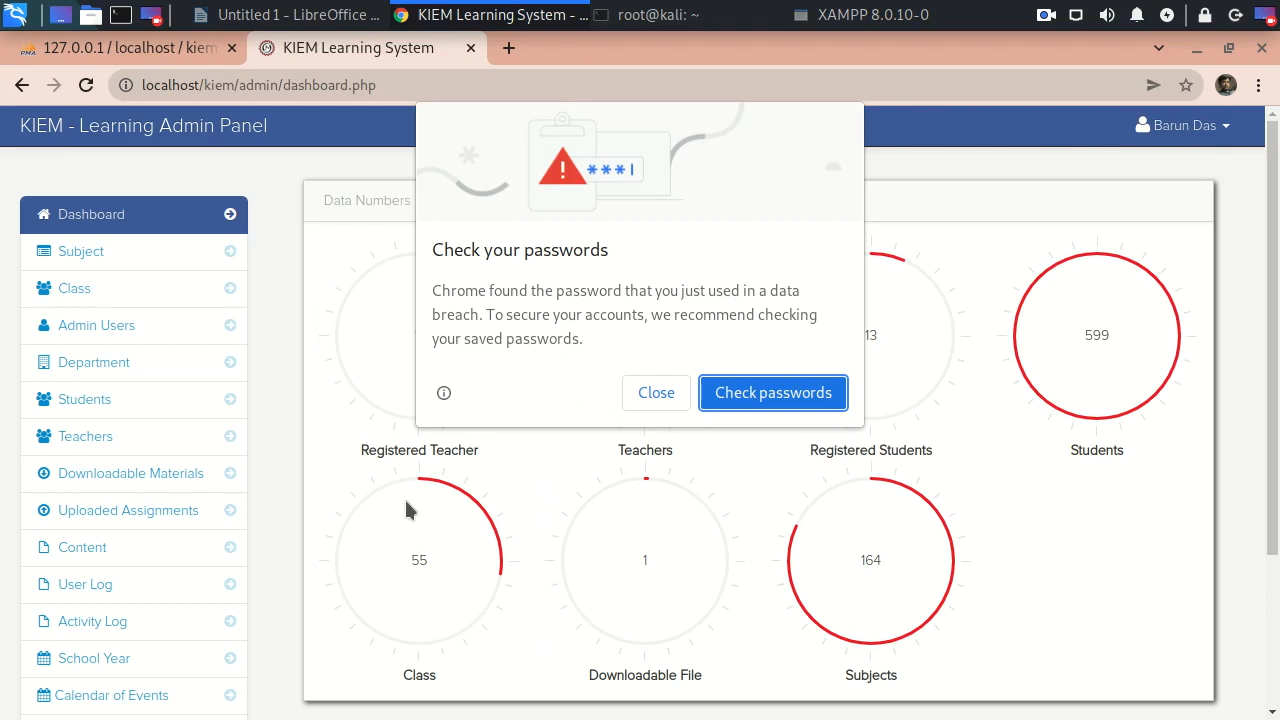 Untitled 1 - LibreOffice ...
KIEM Learning System - ...
root@kali: ~
XAMPP 8.0.10-0
127.0.0.1 / localhost / kiem
KIEM Learning System
localhost/kiem/admin/dashboard.php
KIEM - Learning Admin Panel
Barun Das
Dashboard
Subject
Class
Admin Users
Department
Students
Teachers
Downloadable Materials
Uploaded Assignments
Content
User Log
Activity Log
School Year
Calendar of Events
Data Numbers
***|
Check your passwords
Chrome found the password that you just used in a data
breach. To secure your accounts, we recommend checking
your saved passwords.
Close
Check passwords
13
599
Registered Teacher
Teachers
Registered Students
Students
55
1
164
Class
Downloadable File
Subjects